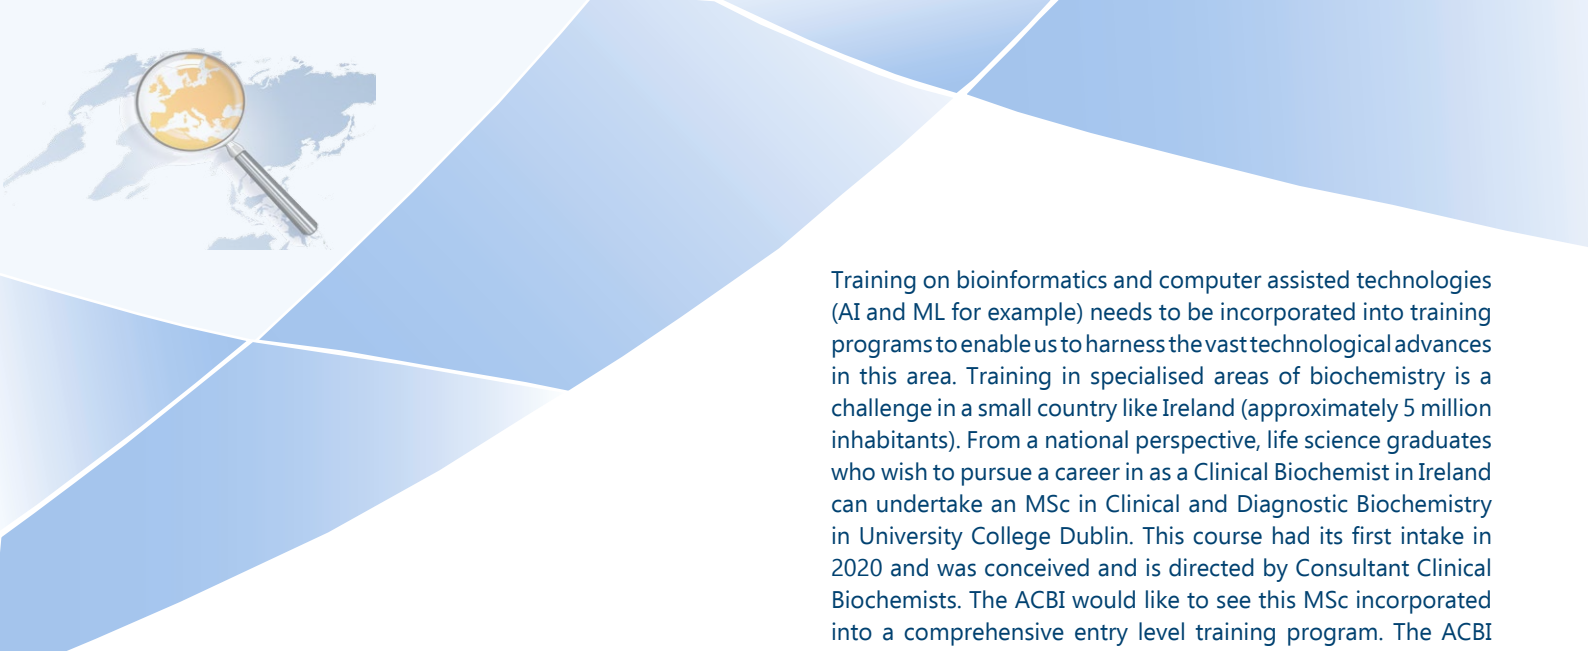 Training on bioinformatics and computer assisted technologies
(AI and ML for example) needs to be incorporated into training
programs to enable us to harness the vast technological advances
in this area. Training in specialised areas of biochemistry is a
challenge in a small country like Ireland (approximately 5 million
inhabitants). From a national perspective, life science graduates
who wish to pursue a career in as a Clinical Biochemist in Ireland
can undertake an MSc in Clinical and Diagnostic Biochemistry
in University College Dublin. This course had its first intake in
2020 and was conceived and is directed by Consultant Clinical
Biochemists. The ACBI would like to see this MSc incorporated
into a comprehensive entry level training program. The ACBI